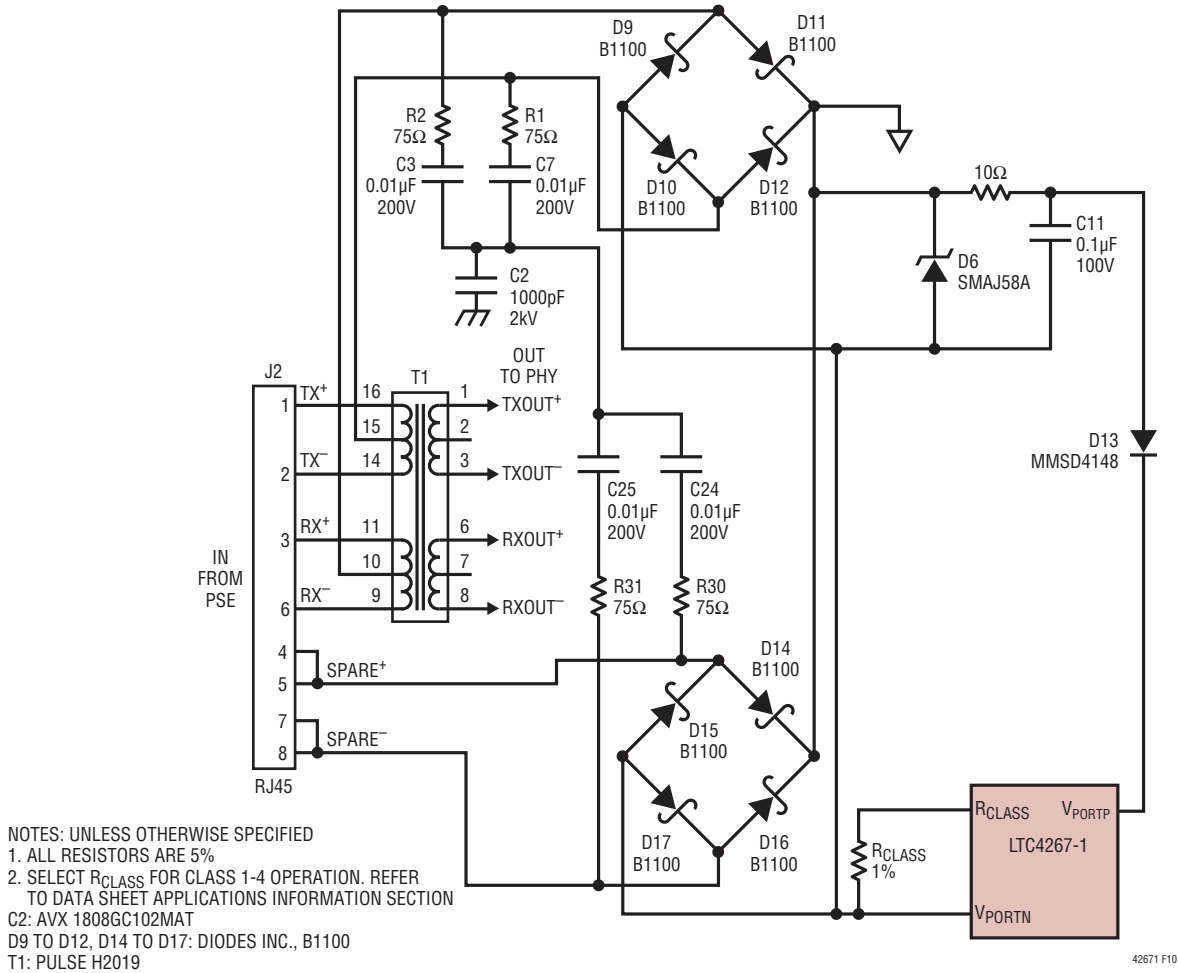 D9
B1100
D11
B1100
R2
75Ω
R1
75Ω
C3
0.01µF
200V
C7
0.01µF
200V
D10
B1100
D12
B1100
10Ω
C11
0.1µF
100V
D6
SMAJ58A
C2
1000pF
2kV
OUT
TO PHY
J2
T1
1 TX+ 16 1 TXOUT+
15 2
2 TX− 14 3 TXOUT−
3 RX+ 11 6 RXOUT+
10 7
6 RX− 9 8 RXOUT−
IN
FROM
PSE
4
5 SPARE+
7
8 SPARE−
RJ45
C25
0.01µF
200V
C24
0.01µF
200V
R31
75Ω
R30
75Ω
D13
MMSD4148
D14
B1100
D15
B1100
D17
B1100
D16
B1100
RCLASS
1%
RCLASS VPORTP
LTC4267-1
VPORTN
NOTES: UNLESS OTHERWISE SPECIFIED
1. ALL RESISTORS ARE 5%
2. SELECT RCLASS FOR CLASS 1-4 OPERATION. REFER
TO DATA SHEET APPLICATIONS INFORMATION SECTION
C2: AVX 1808GC102MAT
D9 TO D12, D14 TO D17: DIODES INC., B1100
T1: PULSE H2019
42671 F10